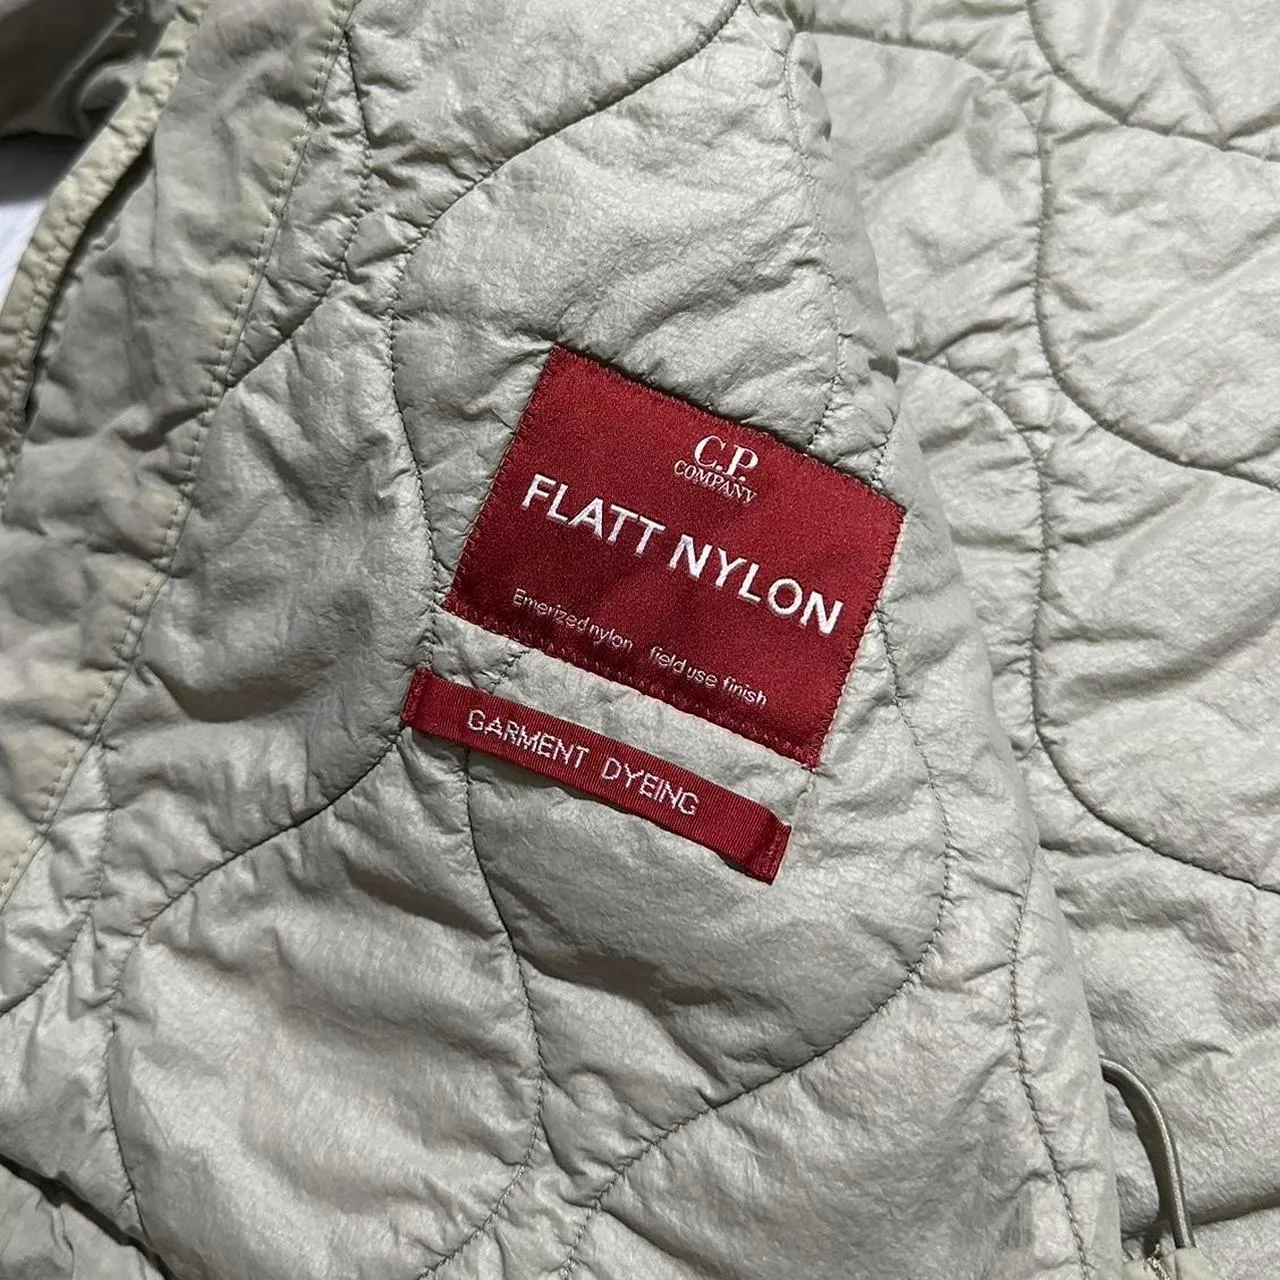 C.P.
COMPANY
FLATT NYLON
Emerized nylon field use finish
GARMENT DYEING